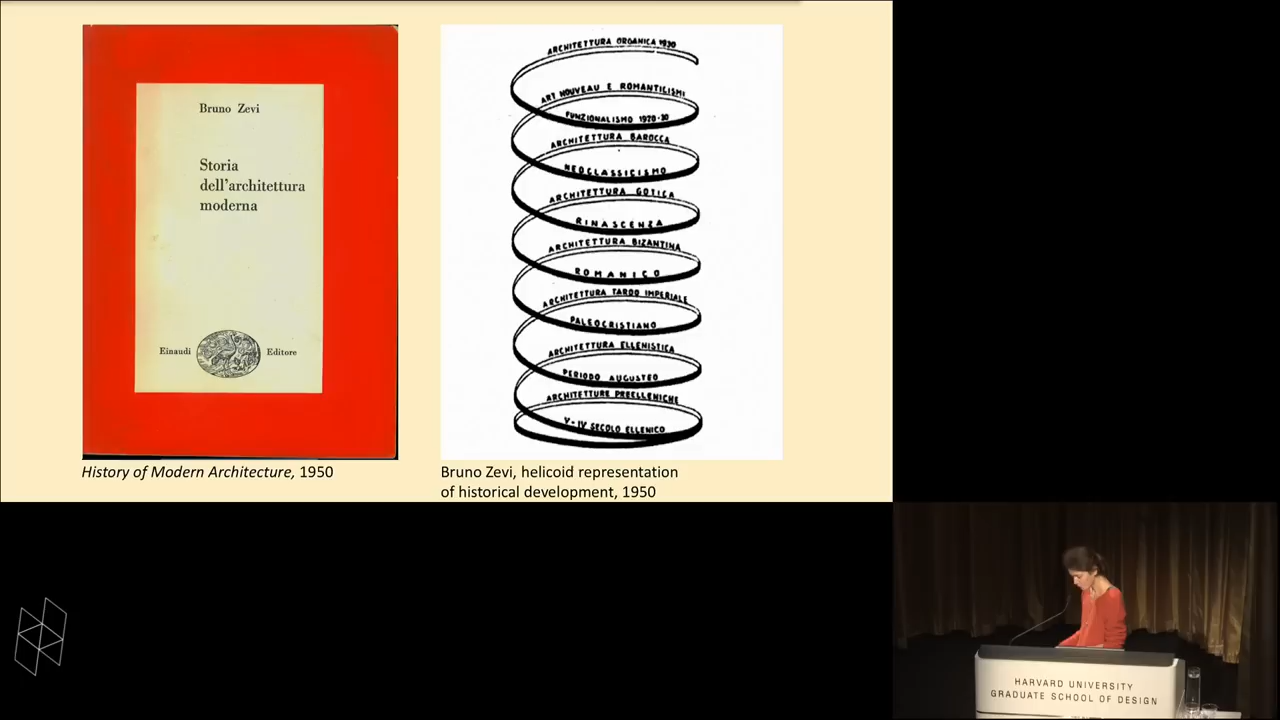 Bruno Zevi
Storia
dell'architettura
moderna
Einaudi Editore
History of Modern Architecture, 1950
ARCHITETTURA ORGANICA 1930
ART NOUVEAU E ROMANTICISMI
FUNZIONALISMO 1920-30
ARCHITETTURA BAROCCA
NEOCLASSICISMO
ARCHITETTURA GOTICA
RINASCENZA
ARCHITETTURA BIZANTINA
ROMANICO
ARCHITETTURA TARDO IMPERIALE
PALEOCRISTIANO
ARCHITETTURA ELLENISTICA
PERIODO AUGUSTEO
ARCHITETTURE PREELLENICHE
V-IV SECOLO ELLENICO
Bruno Zevi, helicoid representation
of historical development, 1950
HARVARD UNIVERSITY
GRADUATE SCHOOL OF DESIGN